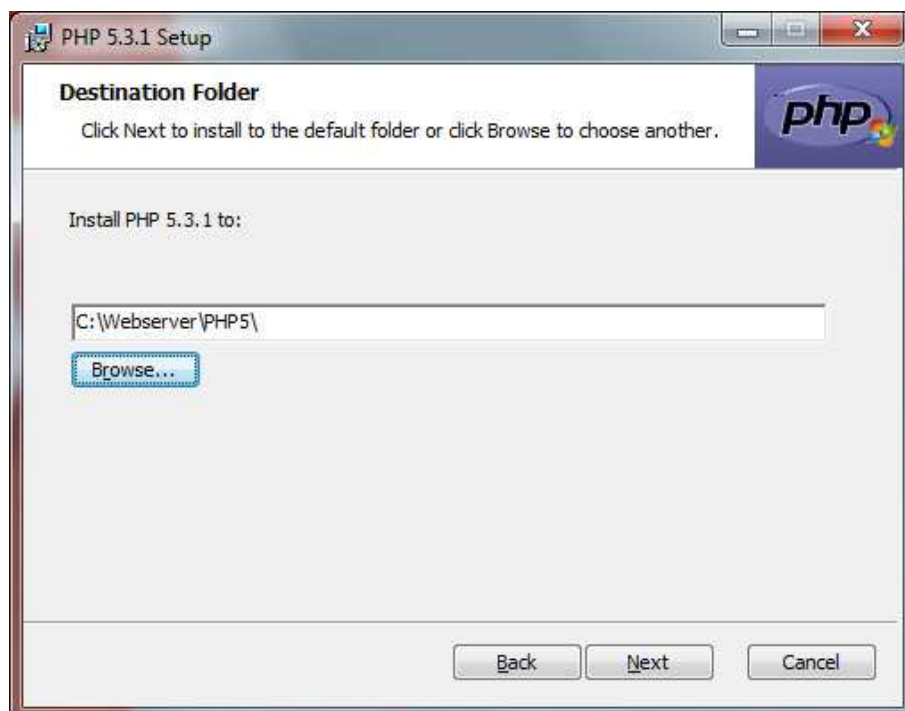 PHP 5.3.1 Setup
Destination Folder
Click Next to install to the default folder or click Browse to choose another.
php
Install PHP 5.3.1 to:
C:\Webserver\PHP5\
Browse...
Back
Next
Cancel